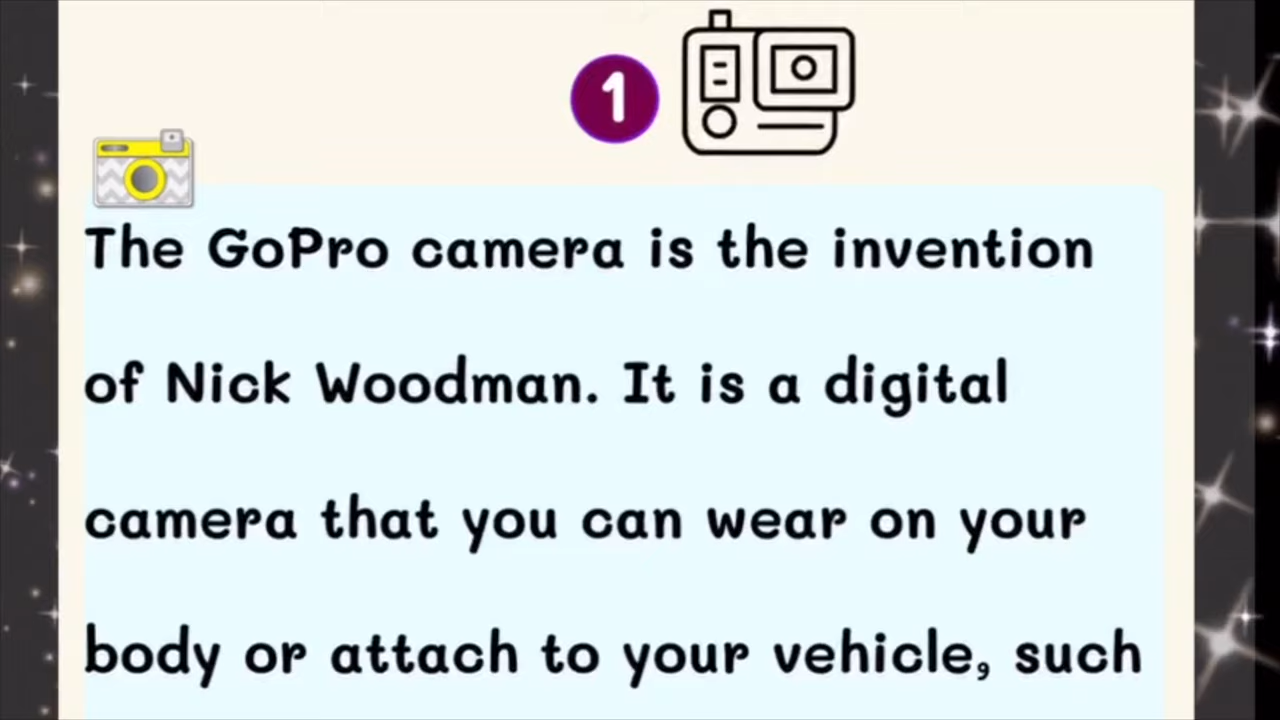 1
The GoPro camera is the invention
of Nick Woodman. It is a digital
camera that you can wear on your
body or attach to your vehicle, such